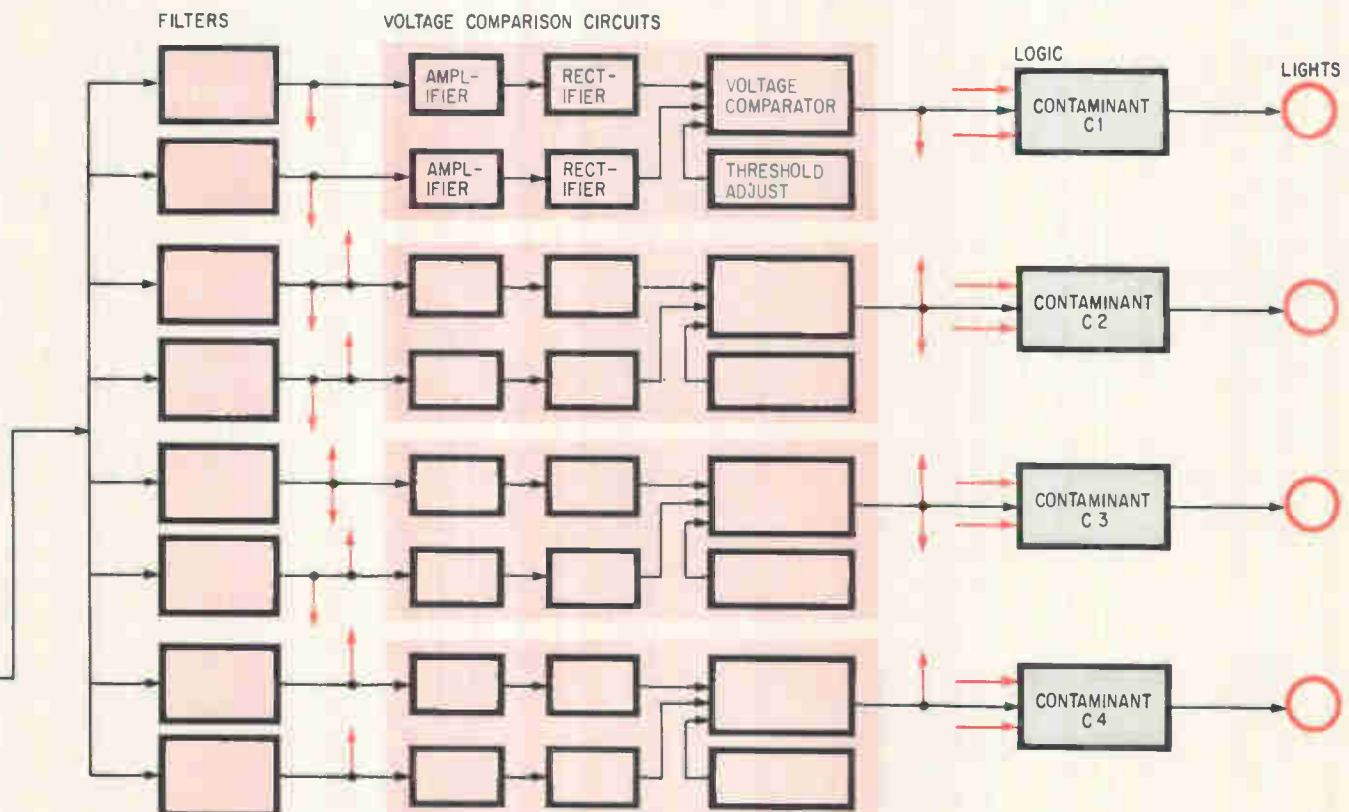 FILTERS
VOLTAGE COMPARISON CIRCUITS
LOGIC
LIGHTS
AMPL-
IFIER
RECT-
IFIER
VOLTAGE
COMPARATOR
CONTAMINANT
C1
AMPL-
IFIER
RECT-
IFIER
THRESHOLD
ADJUST
CONTAMINANT
C2
CONTAMINANT
C3
CONTAMINANT
C4